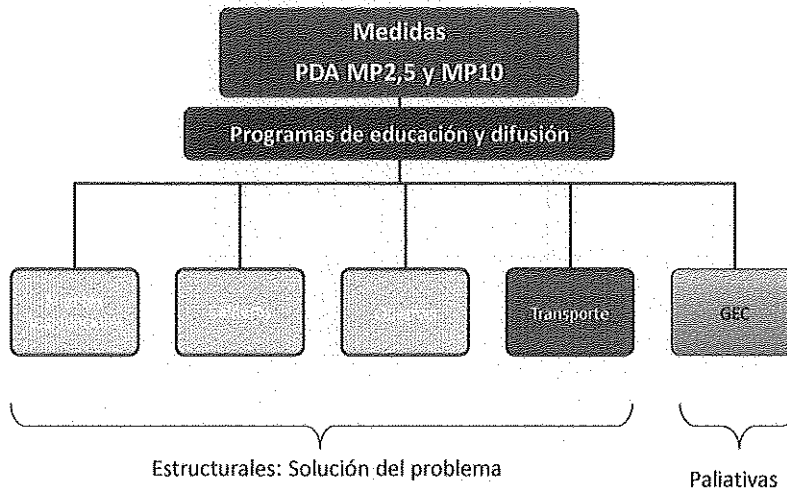 Medidas
PDA MP2,5 y MP10
Programas de educación y difusión
Transporte
GEC
Estructurales: Solución del problema
Paliativas